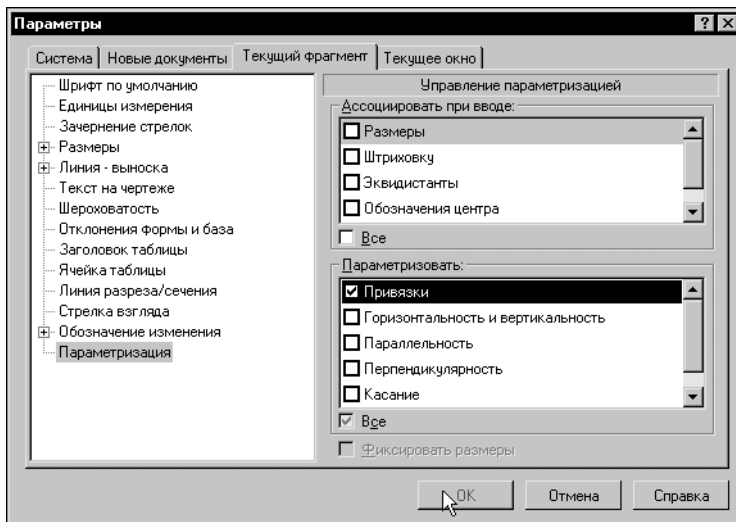 Параметры
Система Новые документы Текущий фрагмент Текущее окно
Шрифт по умолчанию
Единицы измерения
Зачернение стрелок
Размеры
Линия - выноска
Текст на чертеже
Шероховатость
Отклонения формы и база
Заголовок таблицы
Ячейка таблицы
Линия разреза/сечения
Стрелка взгляда
Обозначение изменения
Параметризация
Управление параметризацией
Ассоциировать при вводе:
Размеры
Штриховку
Эквидистанты
Обозначения центра
Все
Параметризовать:
Привязки
Горизонтальность и вертикальность
Параллельность
Перпендикулярность
Касание
Все
Фиксировать размеры
OK Отмена Справка